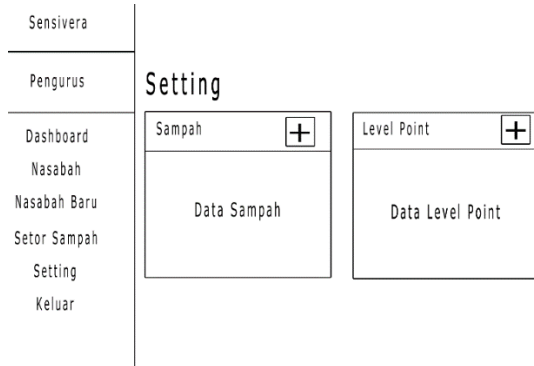 Sensivera
Pengurus
Dashboard
Nasabah
Nasabah Baru
Setor Sampah
Setting
Keluar
Setting
Sampah +
Data Sampah
Level Point +
Data Level Point